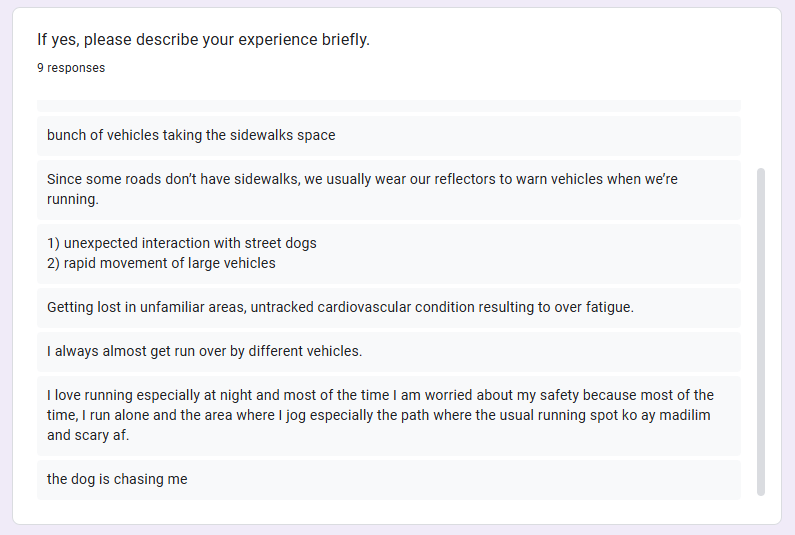 If yes, please describe your experience briefly.
9 responses
bunch of vehicles taking the sidewalks space
Since some roads don’t have sidewalks, we usually wear our reflectors to warn vehicles when we’re
running.
1) unexpected interaction with street dogs
2) rapid movement of large vehicles
Getting lost in unfamiliar areas, untracked cardiovascular condition resulting to over fatigue.
I always almost get run over by different vehicles.
I love running especially at night and most of the time I am worried about my safety because most of the
time, I run alone and the area where I jog especially the path where the usual running spot ko ay madilim
and scary af.
the dog is chasing me